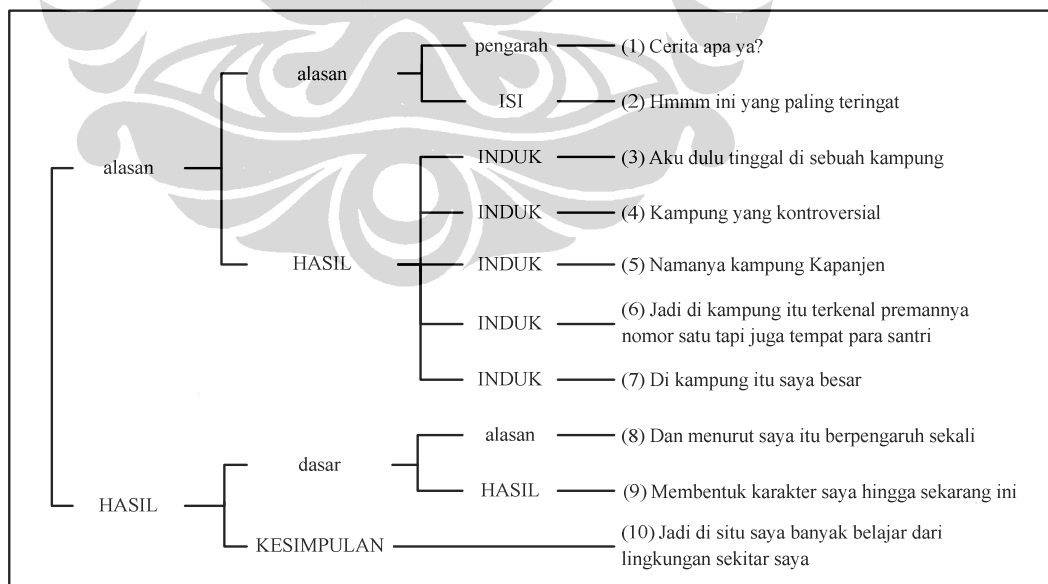 pengarah
(1) Cerita apa ya?
alasan
ISI
(2) Hmmm ini yang paling teringat
alasan
INDUK
(3) Aku dulu tinggal di sebuah kampung
INDUK
(4) Kampung yang kontroversial
HASIL
INDUK
(5) Namanya kampung Kapanjen
INDUK
(6) Jadi di kampung itu terkenal premannya
nomor satu tapi juga tempat para santri
INDUK
(7) Di kampung itu saya besar
alasan
(8) Dan menurut saya itu berpengaruh sekali
dasar
HASIL
(9) Membentuk karakter saya hingga sekarang ini
HASIL
KESIMPULAN
(10) Jadi di situ saya banyak belajar dari
lingkungan sekitar saya